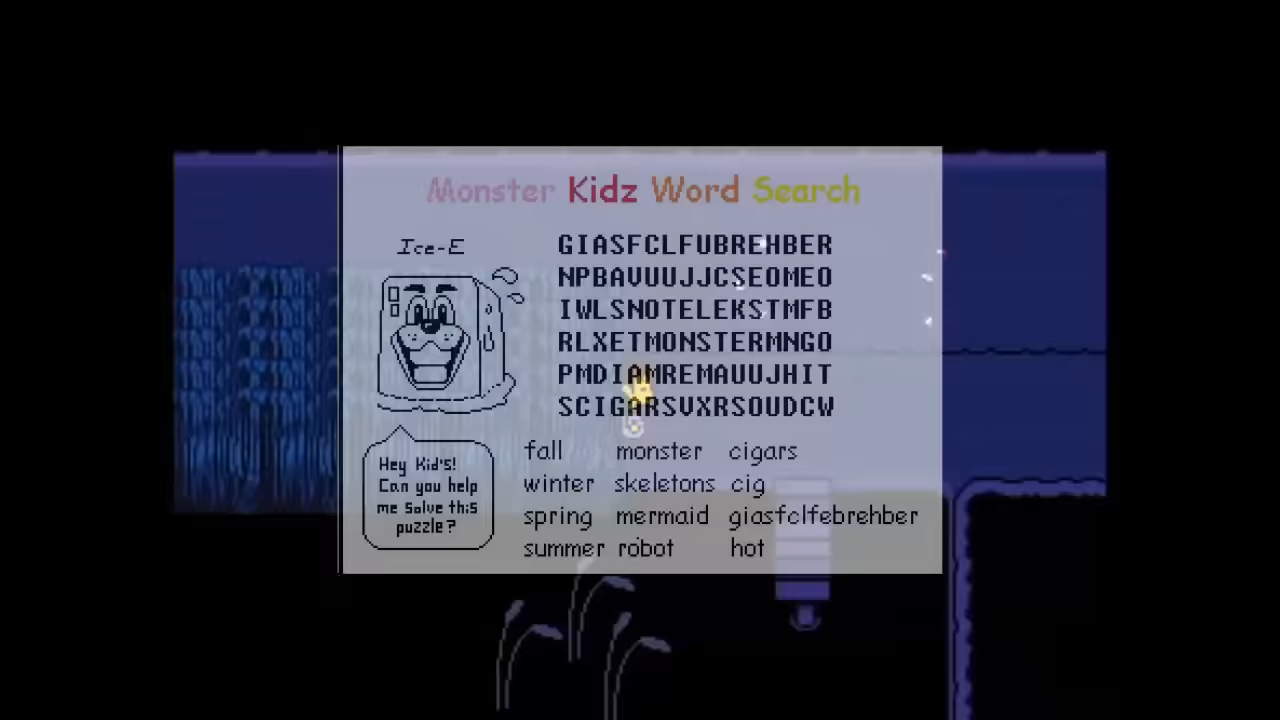 Monster Kidz Word Search
Ice-E
GIASFCLFUBREHBER
NPBAVUUJJCSEOMEO
IWLSNOTELEKSTMFB
RLXETMONSTERMNGO
PMDIAMREMAUUJHIT
SCIGARSVXRSOUDCW
Hey Kid's!
Can you help
me solve this
puzzle?
fall monster cigars
winter skeletons cig
spring mermaid giasfclfebrehber
summer robot hot